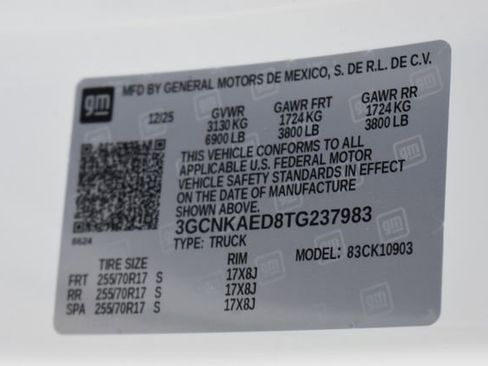 gm MFD BY GENERAL MOTORS DE MEXICO, S. DE R.L. DE C.V.
12/25 GVWR GAWR FRT GAWR RR
3130 KG 1724 KG 1724 KG
6900 LB 3800 LB 3800 LB
THIS VEHICLE CONFORMS TO ALL
APPLICABLE U.S. FEDERAL MOTOR
VEHICLE SAFETY STANDARDS IN EFFECT
ON THE DATE OF MANUFACTURE
SHOWN ABOVE.
3GCNKAED8TG237983
8624 TYPE: TRUCK MODEL: 83CK10903
TIRE SIZE RIM
FRT 255/70R17 S 17X8J
RR 255/70R17 S 17X8J
SPA 255/70R17 S 17X8J